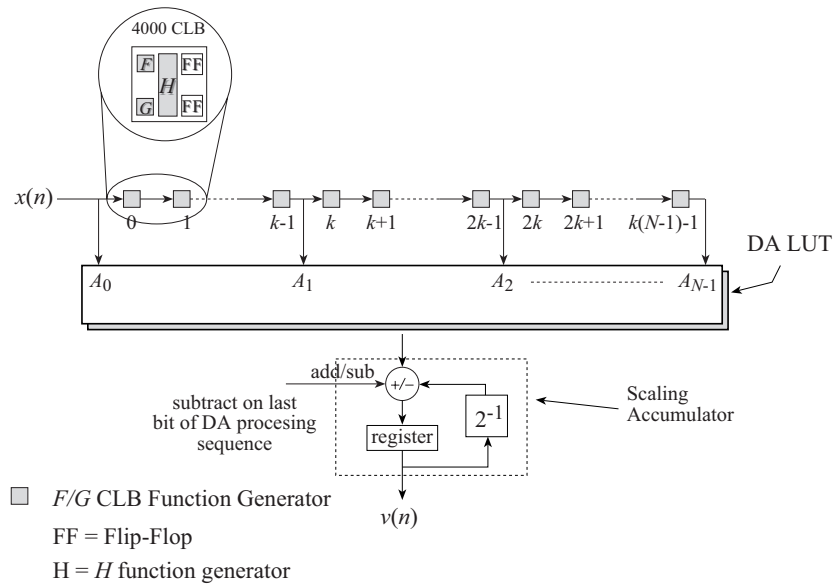 4000 CLB
F FF
H
G FF
x(n)
0 1 k-1 k k+1 2k-1 2k 2k+1 k(N-1)-1
DA LUT
A0 A1 A2 AN-1
add/sub
+/−
subtract on last
bit of DA procesing
sequence
2-1
register
Scaling
Accumulator
v(n)
F/G CLB Function Generator
FF = Flip-Flop
H = H function generator